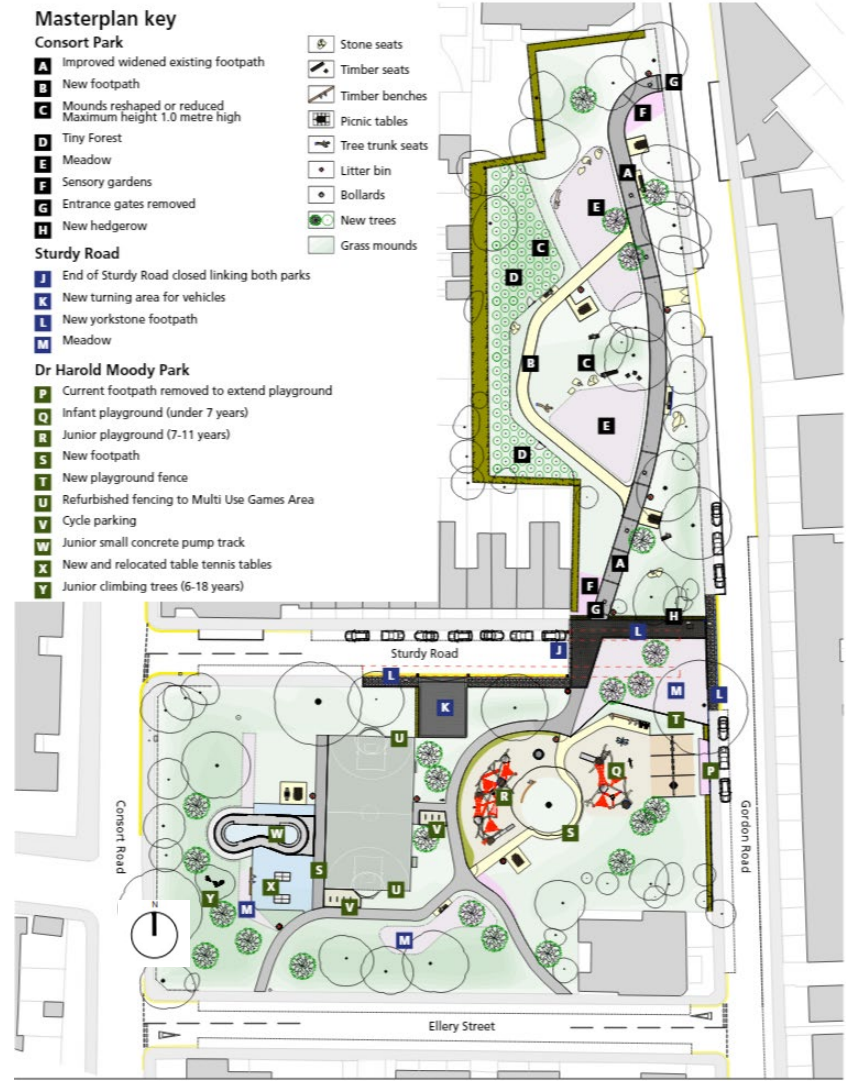 Masterplan key
Consort Park
A Improved widened existing footpath
B New footpath
C Mounds reshaped or reduced
Maximum height 1.0 metre high
D Tiny Forest
E Meadow
F Sensory gardens
G Entrance gates removed
H New hedgerow
Sturdy Road
J End of Sturdy Road closed linking both parks
K New turning area for vehicles
L New yorkstone footpath
M Meadow
Dr Harold Moody Park
P Current footpath removed to extend playground
Q Infant playground (under 7 years)
R Junior playground (7-11 years)
S New footpath
T New playground fence
U Refurbished fencing to Multi Use Games Area
V Cycle parking
W Junior small concrete pump track
X New and relocated table tennis tables
Y Junior climbing trees (6-18 years)
Stone seats
Timber seats
Timber benches
Picnic tables
Tree trunk seats
Litter bin
Bollards
New trees
Grass mounds
G
F
A
E
C
D
B
C
E
D
A
F
G
H
L
J
Sturdy Road
L
M
L
K
T
U
Q
P
R
V
S
W
S
X
U
Y
M
V
M
Consort Road
Gordon Road
N
Ellery Street